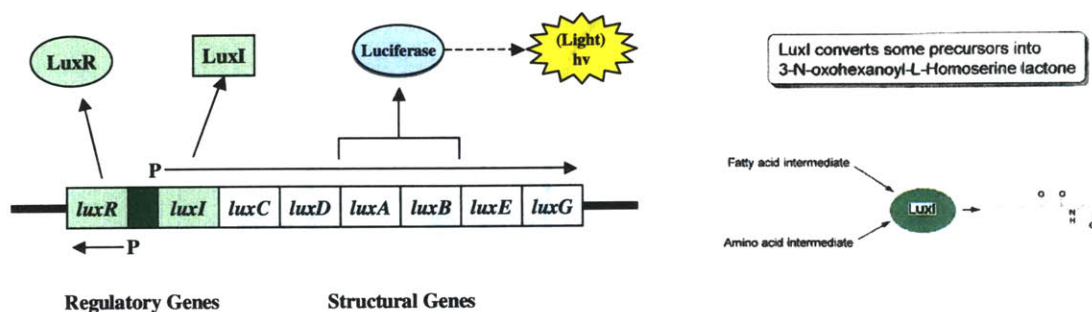 LuxR
LuxI
Luciferase
(Light)
hν
P
luxR
luxI
luxC
luxD
luxA
luxB
luxE
luxG
P
Regulatory Genes
Structural Genes
LuxI converts some precursors into
3-N-oxohexanoyl-L-Homoserine lactone
Fatty acid intermediate
LuxI
Amino acid intermediate
O
O
N
H
O